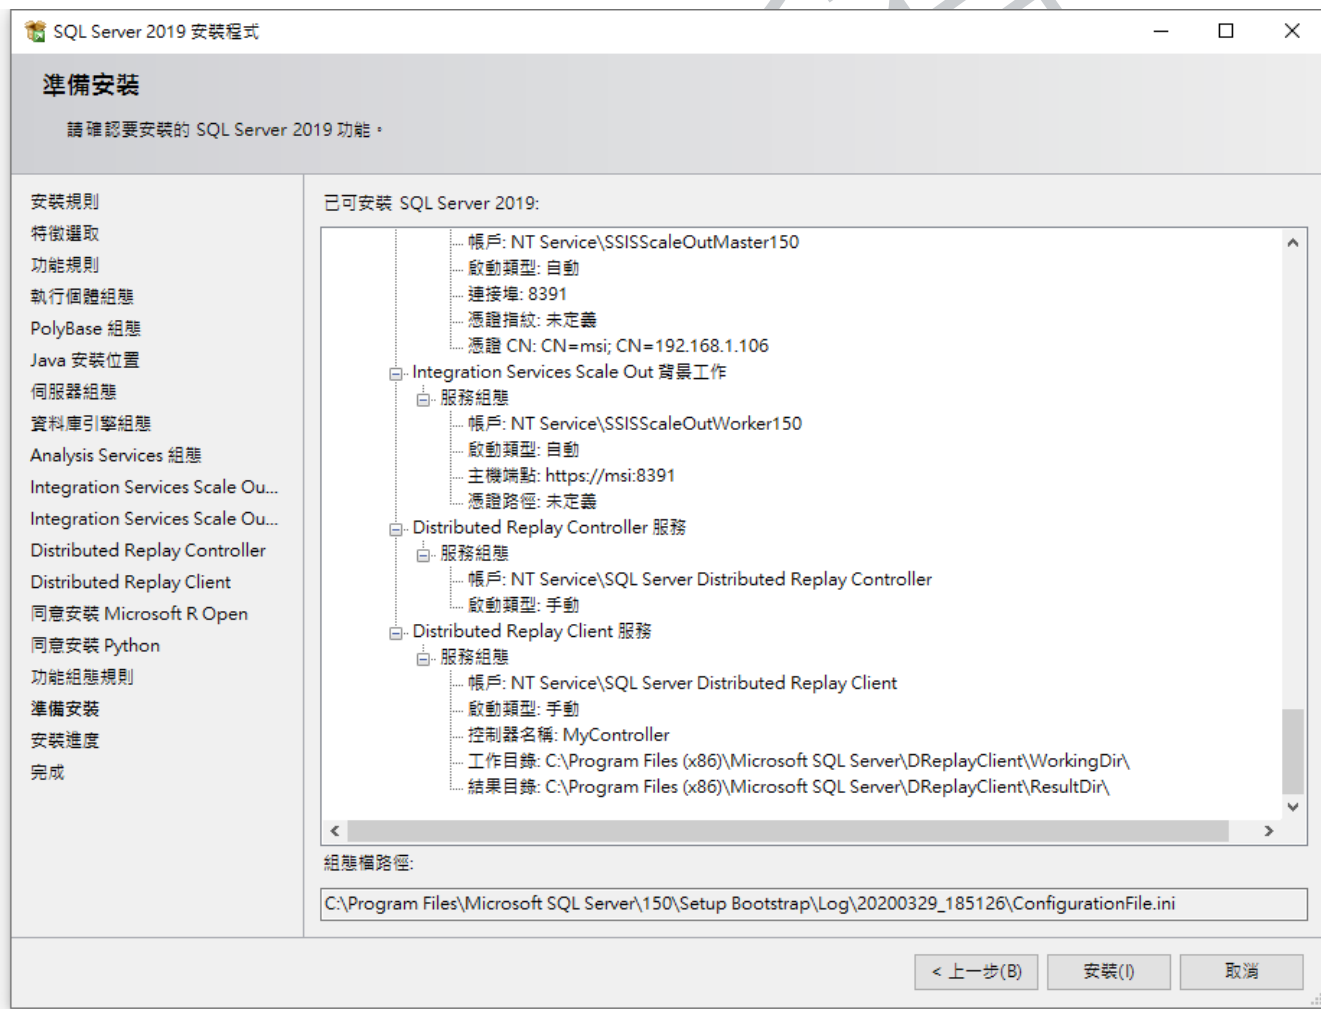 SQL Server 2019 安裝程式
準備安裝
請確認要安裝的 SQL Server 2019 功能。
安裝規則
特徵選取
功能規則
執行個體組態
PolyBase 組態
Java 安裝位置
伺服器組態
資料庫引擎組態
Analysis Services 組態
Integration Services Scale Ou...
Integration Services Scale Ou...
Distributed Replay Controller
Distributed Replay Client
同意安裝 Microsoft R Open
同意安裝 Python
功能組態規則
準備安裝
安裝進度
完成
已可安裝 SQL Server 2019:
帳戶: NT Service\SSISScaleOutMaster150
啟動類型: 自動
連接埠: 8391
憑證指紋: 未定義
憑證 CN: CN=msi; CN=192.168.1.106
Integration Services Scale Out 背景工作
服務組態
帳戶: NT Service\SSISScaleOutWorker150
啟動類型: 自動
主機端點: https://msi:8391
憑證路徑: 未定義
Distributed Replay Controller 服務
服務組態
帳戶: NT Service\SQL Server Distributed Replay Controller
啟動類型: 手動
Distributed Replay Client 服務
服務組態
帳戶: NT Service\SQL Server Distributed Replay Client
啟動類型: 手動
控制器名稱: MyController
工作目錄: C:\Program Files (x86)\Microsoft SQL Server\DReplayClient\WorkingDir\
結果目錄: C:\Program Files (x86)\Microsoft SQL Server\DReplayClient\ResultDir\
組態檔路徑:
C:\Program Files\Microsoft SQL Server\150\Setup Bootstrap\Log\20200329_185126\ConfigurationFile.ini
< 上一步(B)
安裝(I)
取消